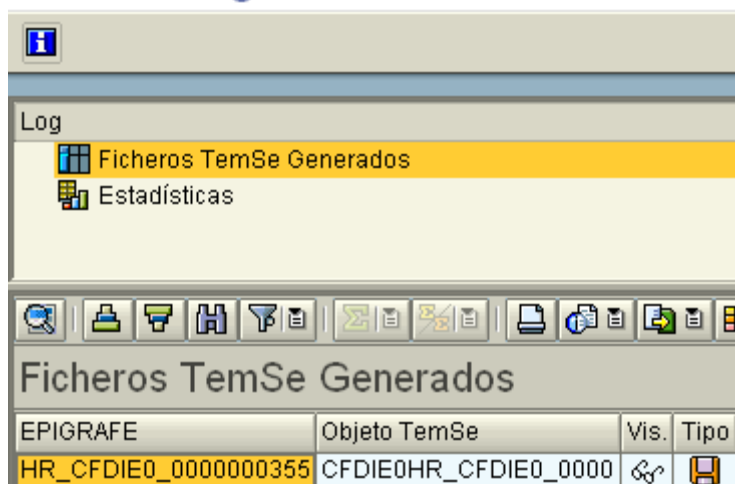 Log
Ficheros TemSe Generados
Estadísticas
Ficheros TemSe Generados
EPIGRAFE Objeto TemSe Vis. Tipo
HR_CFDIE0_0000000355 CFDIE0HR_CFDIE0_0000